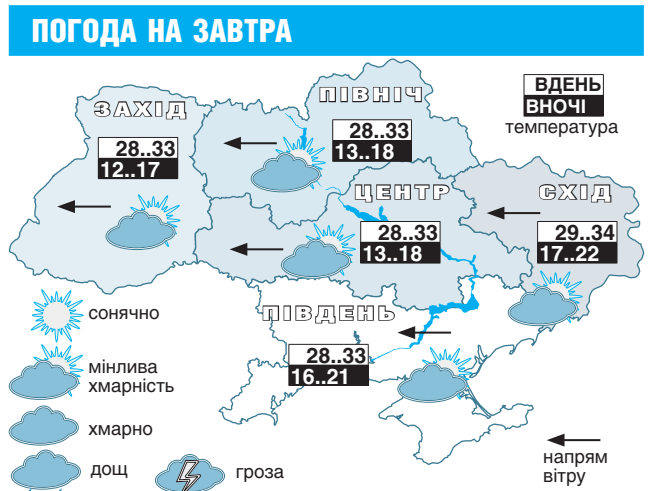 ПОГОДА НА ЗАВТРА
ВДЕНЬ
ВНОЧІ
температура
ЗАХІД
28..33
12..17
ПІВНІЧ
28..33
13..18
ЦЕНТР
28..33
13..18
СХІД
29..34
17..22
ПІВДЕНЬ
28..33
16..21
сонячно
мінлива
хмарність
хмарно
дощ
гроза
напрям
вітру